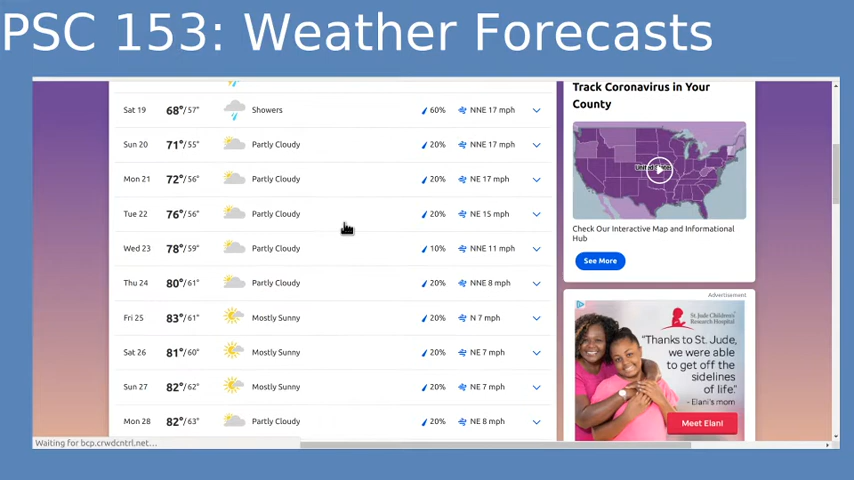 PSC 153: Weather Forecasts
Sat 19 68°/57° Showers 60% NNE 17 mph
Sun 20 71°/55° Partly Cloudy 20% NNE 17 mph
Mon 21 72°/56° Partly Cloudy 20% NE 17 mph
Tue 22 76°/56° Partly Cloudy 20% NE 15 mph
Wed 23 78°/59° Partly Cloudy 10% NNE 11 mph
Thu 24 80°/61° Partly Cloudy 20% NNE 8 mph
Fri 25 83°/61° Mostly Sunny 20% N 7 mph
Sat 26 81°/60° Mostly Sunny 20% NE 7 mph
Sun 27 82°/62° Mostly Sunny 20% NE 7 mph
Mon 28 82°/63° Partly Cloudy 20% NE 8 mph
Waiting for bcp.crwdcntrl.net...
Track Coronavirus in Your
County
Check Our Interactive Map and Informational
Hub
See More
Advertisement
St. Jude Children's
Research Hospital
"Thanks to St. Jude,
we were able
to get off the
sidelines
of life."
- Elani's mom
Meet Elani